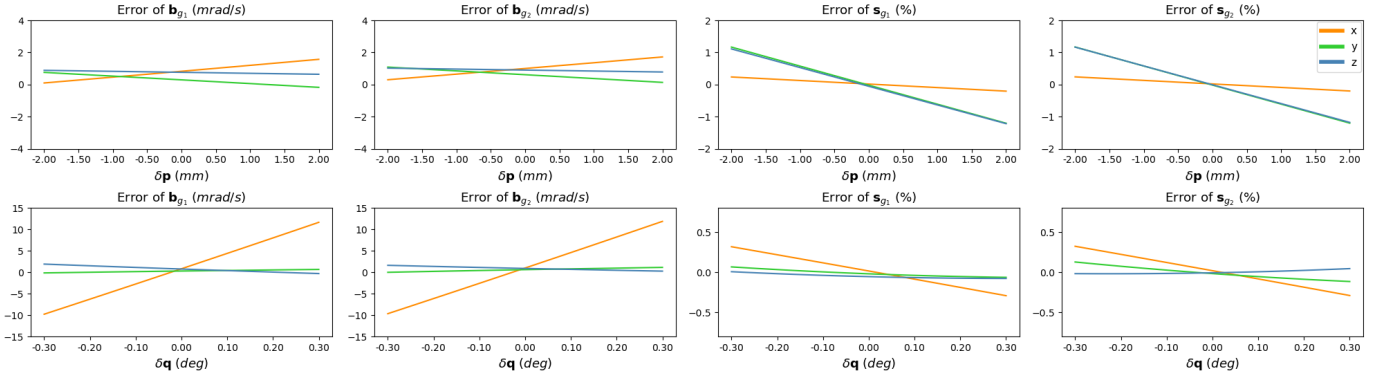 Error of b_{g_1} (mrad/s)
4
2
0
2
4
-2.00 -1.50 -1.00 -0.50 0.00 0.50 1.00 1.50 2.00
δp (mm)
Error of b_{g_2} (mrad/s)
4
2
0
2
4
-2.00 -1.50 -1.00 -0.50 0.00 0.50 1.00 1.50 2.00
δp (mm)
Error of s_{g_1} (%)
2
1
0
−1
−2
-2.00 -1.50 -1.00 -0.50 0.00 0.50 1.00 1.50 2.00
δp (mm)
Error of s_{g_2} (%)
x
y
z
2
1
0
−1
−2
-2.00 -1.50 -1.00 -0.50 0.00 0.50 1.00 1.50 2.00
δp (mm)
Error of b_{g_1} (mrad/s)
15
10
5
0
−5
−10
−15
-0.30 -0.20 -0.10 0.00 0.10 0.20 0.30
δq (deg)
Error of b_{g_2} (mrad/s)
15
10
5
0
−5
−10
−15
-0.30 -0.20 -0.10 0.00 0.10 0.20 0.30
δq (deg)
Error of s_{g_1} (%)
0.5
0.0
−0.5
-0.30 -0.20 -0.10 0.00 0.10 0.20 0.30
δq (deg)
Error of s_{g_2} (%)
0.5
0.0
−0.5
-0.30 -0.20 -0.10 0.00 0.10 0.20 0.30
δq (deg)